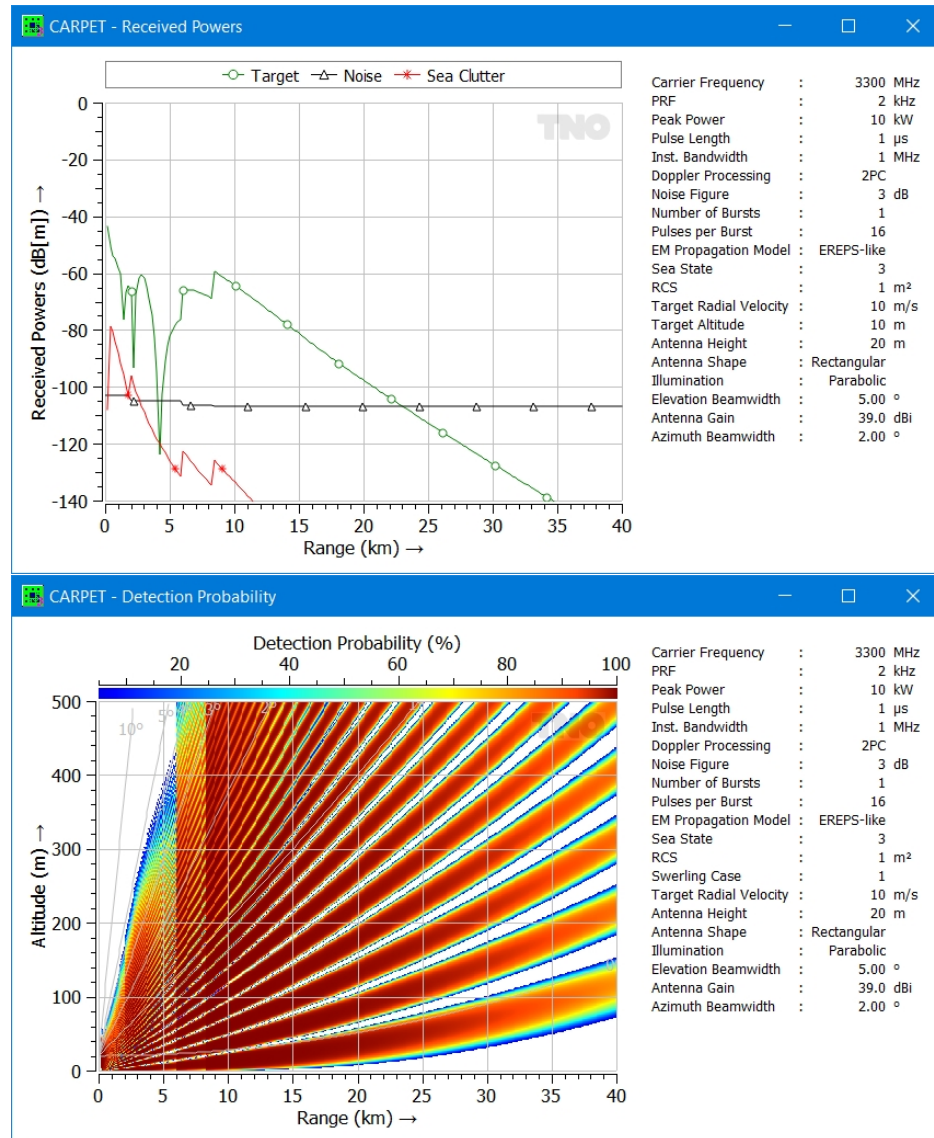 CARPET - Received Powers
Target Noise Sea Clutter
TNO
0
-20
-40
-60
-80
-100
-120
-140
Received Powers (dB[m]) →
0 5 10 15 20 25 30 35 40
Range (km) →
Carrier Frequency : 3300 MHz
PRF : 2 kHz
Peak Power : 10 kW
Pulse Length : 1 µs
Inst. Bandwidth : 1 MHz
Doppler Processing : 2PC
Noise Figure : 3 dB
Number of Bursts : 1
Pulses per Burst : 16
EM Propagation Model : EREPS-like
Sea State : 3
RCS : 1 m²
Target Radial Velocity : 10 m/s
Target Altitude : 10 m
Antenna Height : 20 m
Antenna Shape : Rectangular
Illumination : Parabolic
Elevation Beamwidth : 5.00 º
Antenna Gain : 39.0 dBi
Azimuth Beamwidth : 2.00 º
CARPET - Detection Probability
Detection Probability (%)
20 40 60 80 100
10º 5º 3º 2º
TNO
500
400
300
200
100
0
Altitude (m) →
0 5 10 15 20 25 30 35 40
Range (km) →
Carrier Frequency : 3300 MHz
PRF : 2 kHz
Peak Power : 10 kW
Pulse Length : 1 µs
Inst. Bandwidth : 1 MHz
Doppler Processing : 2PC
Noise Figure : 3 dB
Number of Bursts : 1
Pulses per Burst : 16
EM Propagation Model : EREPS-like
Sea State : 3
RCS : 1 m²
Swerling Case : 1
Target Radial Velocity : 10 m/s
Antenna Height : 20 m
Antenna Shape : Rectangular
Illumination : Parabolic
Elevation Beamwidth : 5.00 º
Antenna Gain : 39.0 dBi
Azimuth Beamwidth : 2.00 º